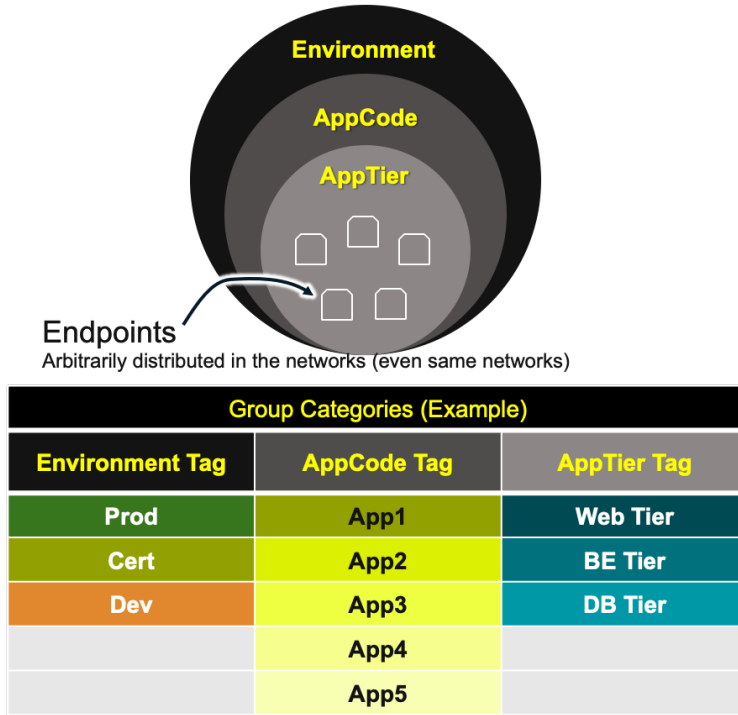 Environment
AppCode
AppTier
Endpoints
Arbitrarily distributed in the networks (even same networks)
Group Categories (Example)
Environment Tag AppCode Tag AppTier Tag
Prod App1 Web Tier
Cert App2 BE Tier
Dev App3 DB Tier
App4
App5